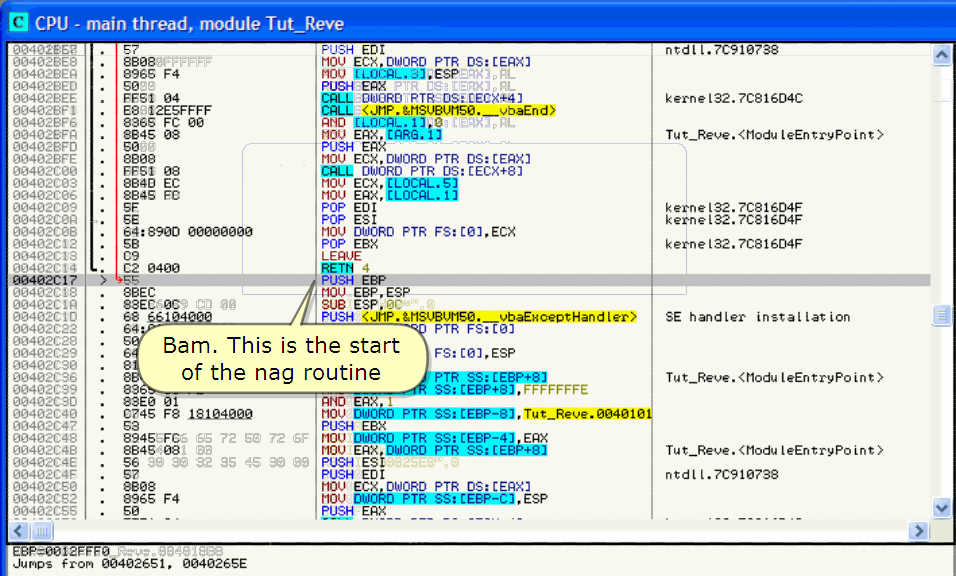 C CPU - main thread, module Tut_Reve
00402BE7 . 57 PUSH EDI ntdll.7C910738
00402BE8 . 8B08 MOV ECX,DWORD PTR DS:[EAX]
00402BEA . 8965 F4 MOV [LOCAL.3],ESP
00402BED . 50 PUSH EAX
00402BEE . FF51 04 CALL DWORD PTR DS:[ECX+4] kernel32.7C816D4C
00402BF1 . E8 12E5FFFF CALL <JMP.&MSVBVM50.__vbaEnd>
00402BF6 . 8365 FC 00 AND [LOCAL.1],0
00402BFA . 8B45 08 MOV EAX,[ARG.1] Tut_Reve.<ModuleEntryPoint>
00402BFD . 50 PUSH EAX
00402BFE . 8B08 MOV ECX,DWORD PTR DS:[EAX]
00402C00 . FF51 08 CALL DWORD PTR DS:[ECX+8]
00402C03 . 8B4D EC MOV ECX,[LOCAL.5]
00402C06 . 8B45 FC MOV EAX,[LOCAL.1]
00402C09 . 5F POP EDI kernel32.7C816D4F
00402C0A . 5E POP ESI kernel32.7C816D4F
00402C0B . 64:890D 00000000 MOV DWORD PTR FS:[0],ECX
00402C12 . 5B POP EBX kernel32.7C816D4F
00402C13 . C9 LEAVE
00402C14 . C2 0400 RETN 4
00402C17 > 55 PUSH EBP
00402C18 . 8BEC MOV EBP,ESP
00402C1A . 83EC 0C SUB ESP,0C
00402C1D . 68 66104000 PUSH <JMP.&MSVBVM50.__vbaExceptHandler> SE handler installation
00402C22 . PTR FS:[0]
00402C28 . 50
00402C29 . 64 FS:[0],ESP
00402C30 . 81
00402C36 . PTR SS:[EBP+8] Tut_Reve.<ModuleEntryPoint>
00402C39 . PTR SS:[EBP+8],FFFFFFFE
00402C3D . 83E0 01 AND EAX,1
00402C40 . C745 F8 18104000 MOV DWORD PTR SS:[EBP-8],Tut_Reve.0040101
00402C47 . 53 PUSH EBX
00402C48 . 8945 FC MOV DWORD PTR SS:[EBP-4],EAX
00402C4B . 8B45 08 MOV EAX,DWORD PTR SS:[EBP+8] Tut_Reve.<ModuleEntryPoint>
00402C4E . 56 PUSH ESI
00402C4F . 57 PUSH EDI ntdll.7C910738
00402C50 . 8B08 MOV ECX,DWORD PTR DS:[EAX]
00402C52 . 8965 F4 MOV DWORD PTR SS:[EBP-C],ESP
00402C55 . 50 PUSH EAX
Bam. This is the start
of the nag routine
EBP=0012FFF0
Jumps from 00402651, 0040265E